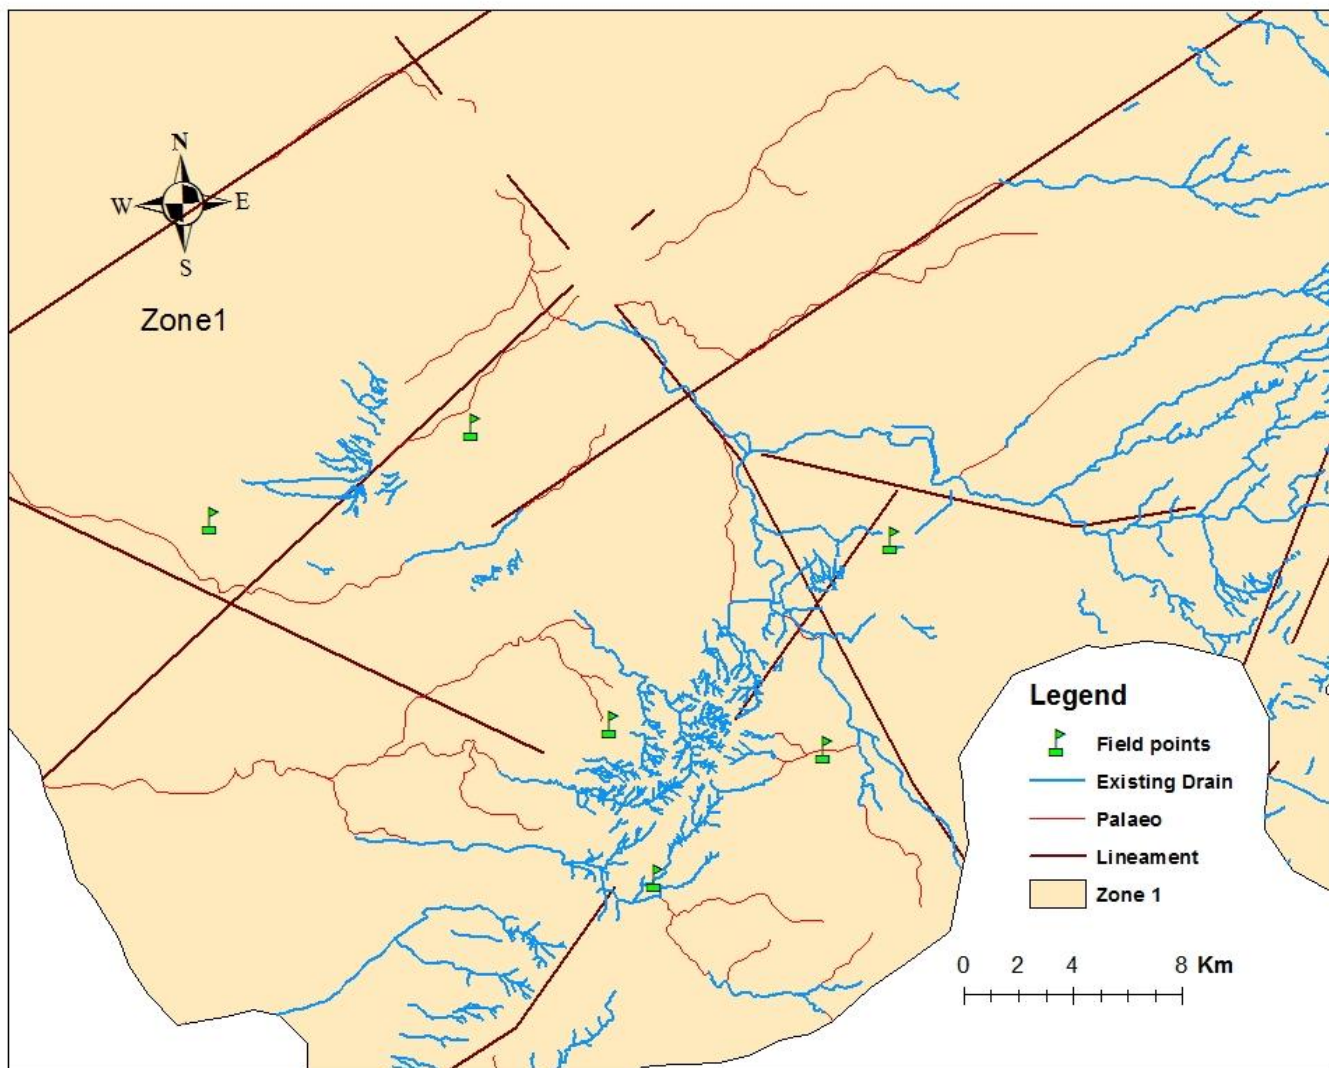 N
W E
S
Zone1
Legend
Field points
Existing Drain
Palaeo
Lineament
Zone 1
0 2 4 8 Km